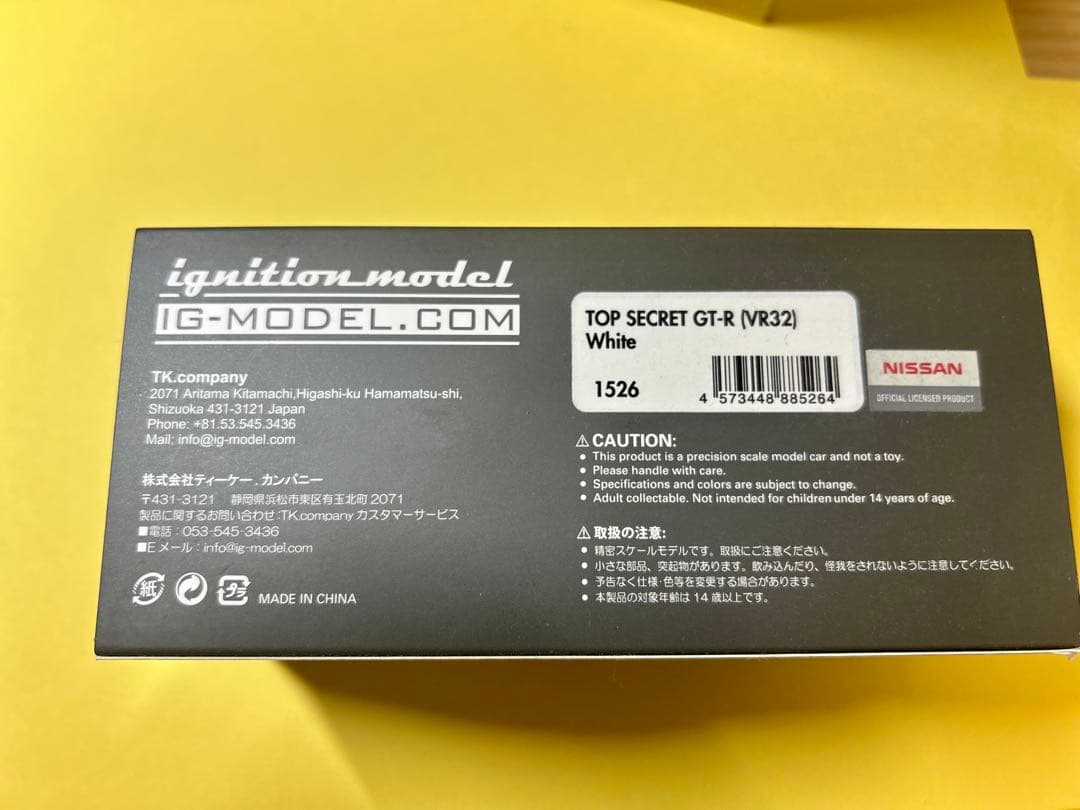 ignition model
IG-MODEL.COM
TK.company
2071 Aritama Kitamachi,Higashi-ku Hamamatsu-shi,
Shizuoka 431-3121 Japan
Phone: +81.53.545.3436
Mail; info@ig-model.com
株式会社ティーケー.カンパニー
〒431-3121 静岡県浜松市東区有玉北町2071
製品に関するお問い合わせ:TK.company カスタマーサービス
■電話:053-545-3436
■Eメール:info@ig-model.com
紙
プラ
MADE IN CHINA
TOP SECRET GT-R (VR32)
White
1526
4 573448 885264
NISSAN
OFFICIAL LICENSED PRODUCT
⚠ CAUTION:
● This product is a precision scale model car and not a toy.
● Please handle with care.
● Specifications and colors are subject to change.
● Adult collectable. Not intended for children under 14 years of age.
⚠ 取扱の注意:
● 精密スケールモデルです。取扱にご注意ください。
● 小さな部品、突起物があります。飲み込んだり、怪我をされないように注意してください。
● 予告なく仕様・色等を変更する場合があります。
● 本製品の対象年齢は14歳以上です。